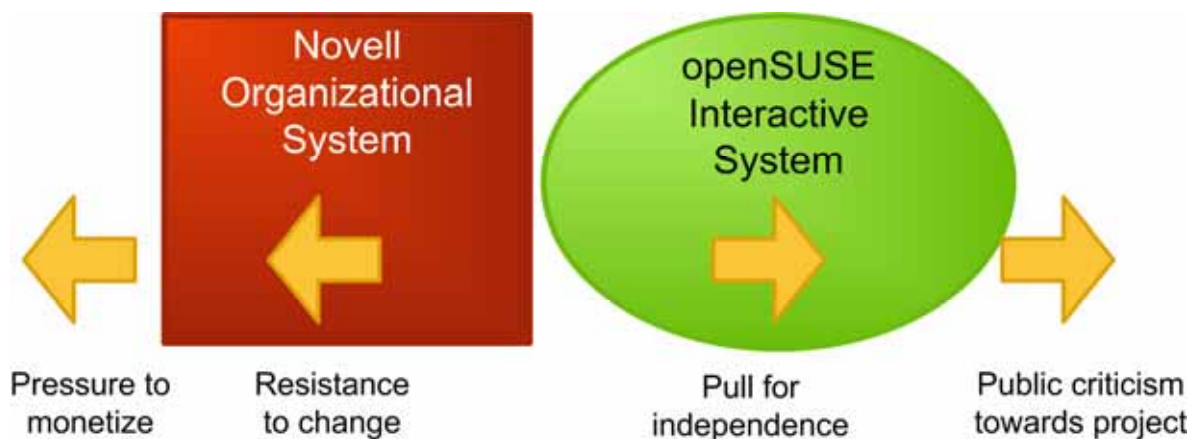 Novell
Organizational
System
openSUSE
Interactive
System
Pressure to
monetize
Resistance
to change
Pull for
independence
Public criticism
towards project